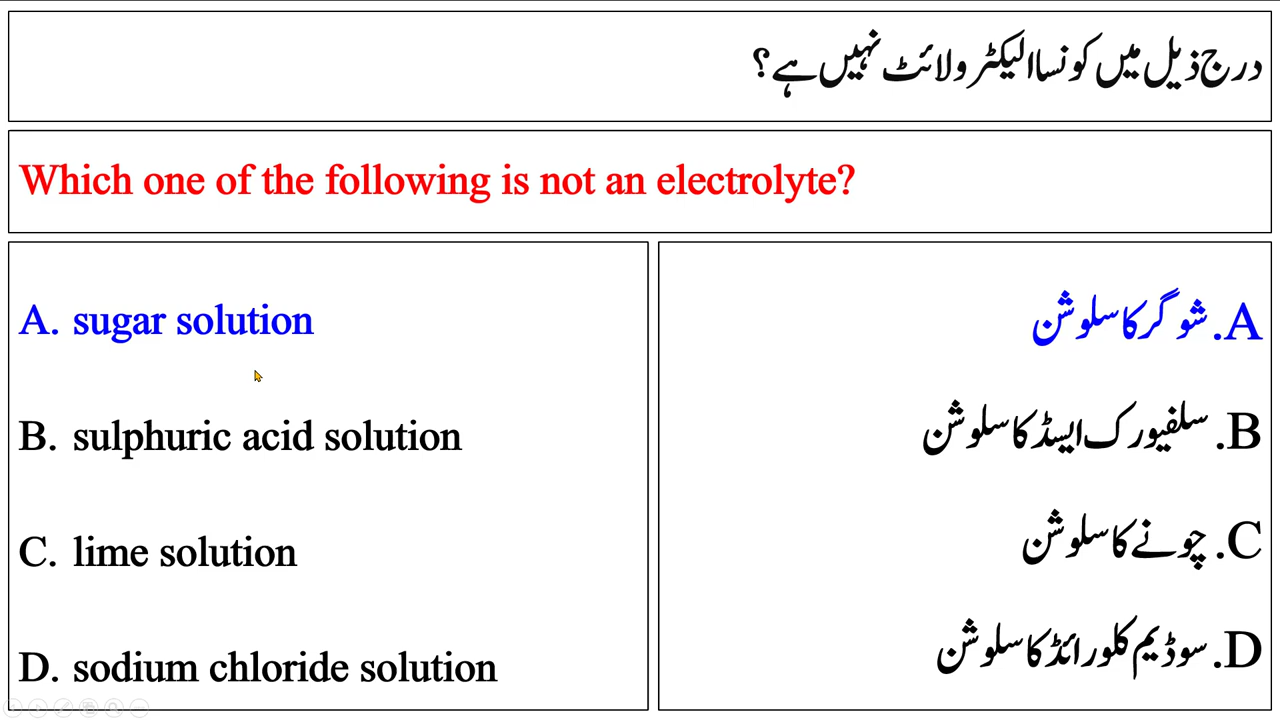 درج ذیل میں کونسا الیکٹرولائٹ نہیں ہے؟
Which one of the following is not an electrolyte?
A. sugar solution
B. sulphuric acid solution
C. lime solution
D. sodium chloride solution
A. شوگر کا سلوشن
B. سلفیورک ایسڈ کا سلوشن
C. چونے کا سلوشن
D. سوڈیم کلورائڈ کا سلوشن